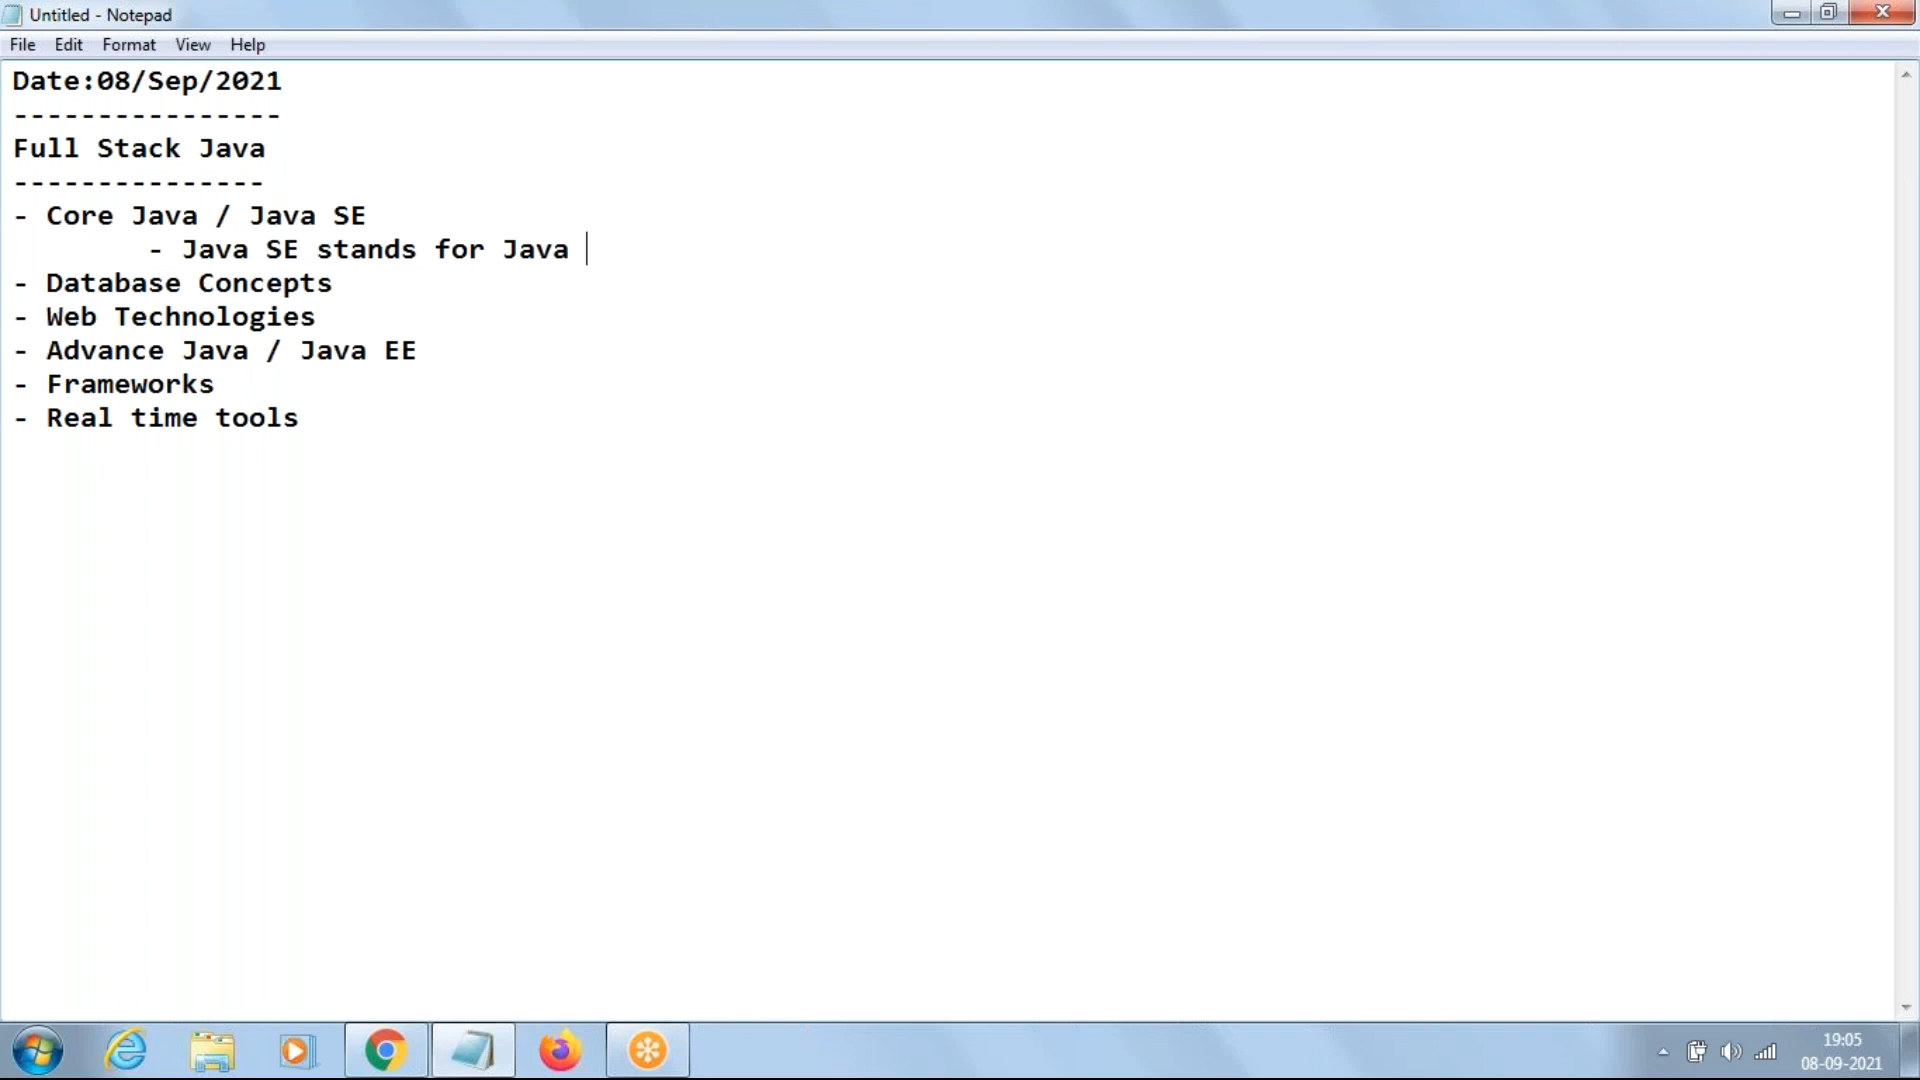 Untitled - Notepad
File Edit Format View Help
Date:08/Sep/2021
----------------
Full Stack Java
---------------
- Core Java / Java SE
- Java SE stands for Java
- Database Concepts
- Web Technologies
- Advance Java / Java EE
- Frameworks
- Real time tools
19:05
08-09-2021